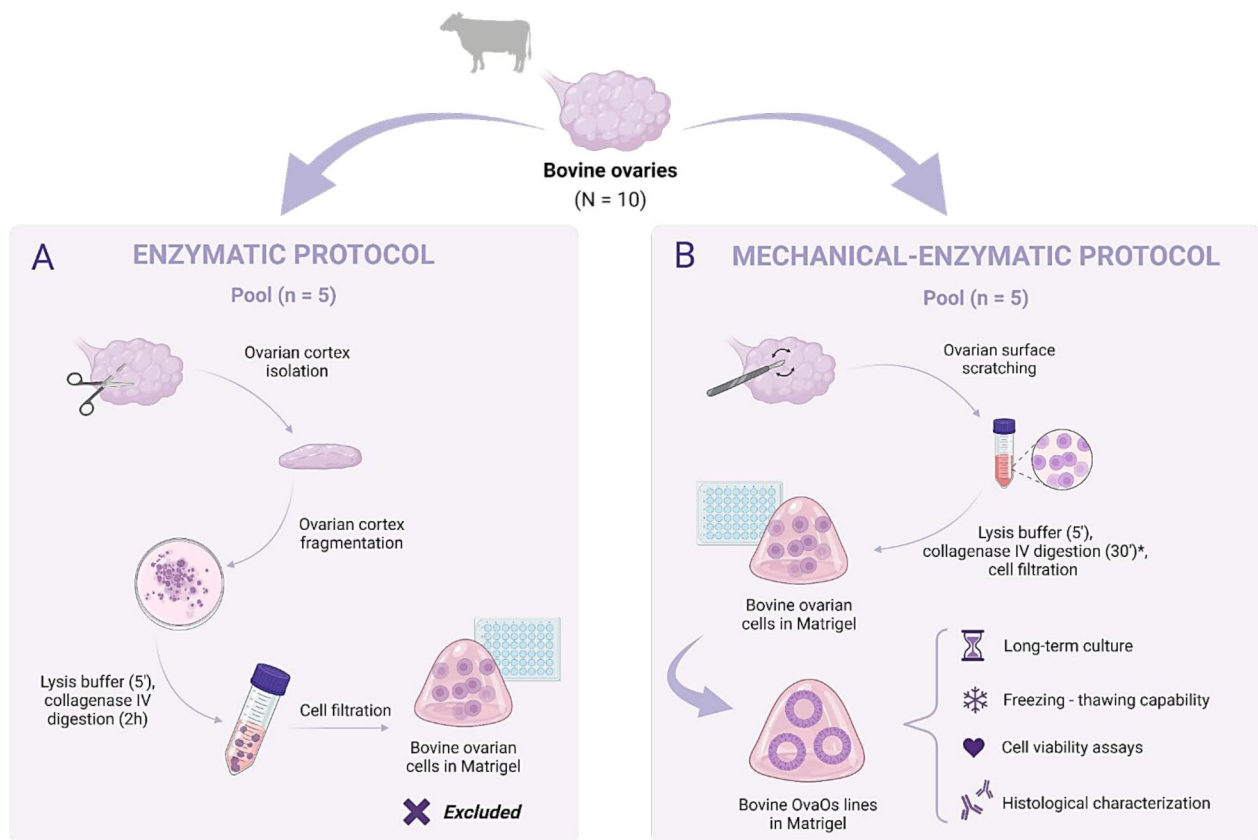 Bovine ovaries
(N = 10)
A
ENZYMATIC PROTOCOL
Pool (n = 5)
Ovarian cortex
isolation
Ovarian cortex
fragmentation
Lysis buffer (5'),
collagenase IV
digestion (2h)
Cell filtration
Bovine ovarian
cells in Matrigel
Excluded
B
MECHANICAL-ENZYMATIC PROTOCOL
Pool (n = 5)
Ovarian surface
scratching
Lysis buffer (5'),
collagenase IV digestion (30')*,
cell filtration
Bovine ovarian
cells in Matrigel
Bovine OvaOs lines
in Matrigel
Long-term culture
Freezing - thawing capability
Cell viability assays
Histological characterization